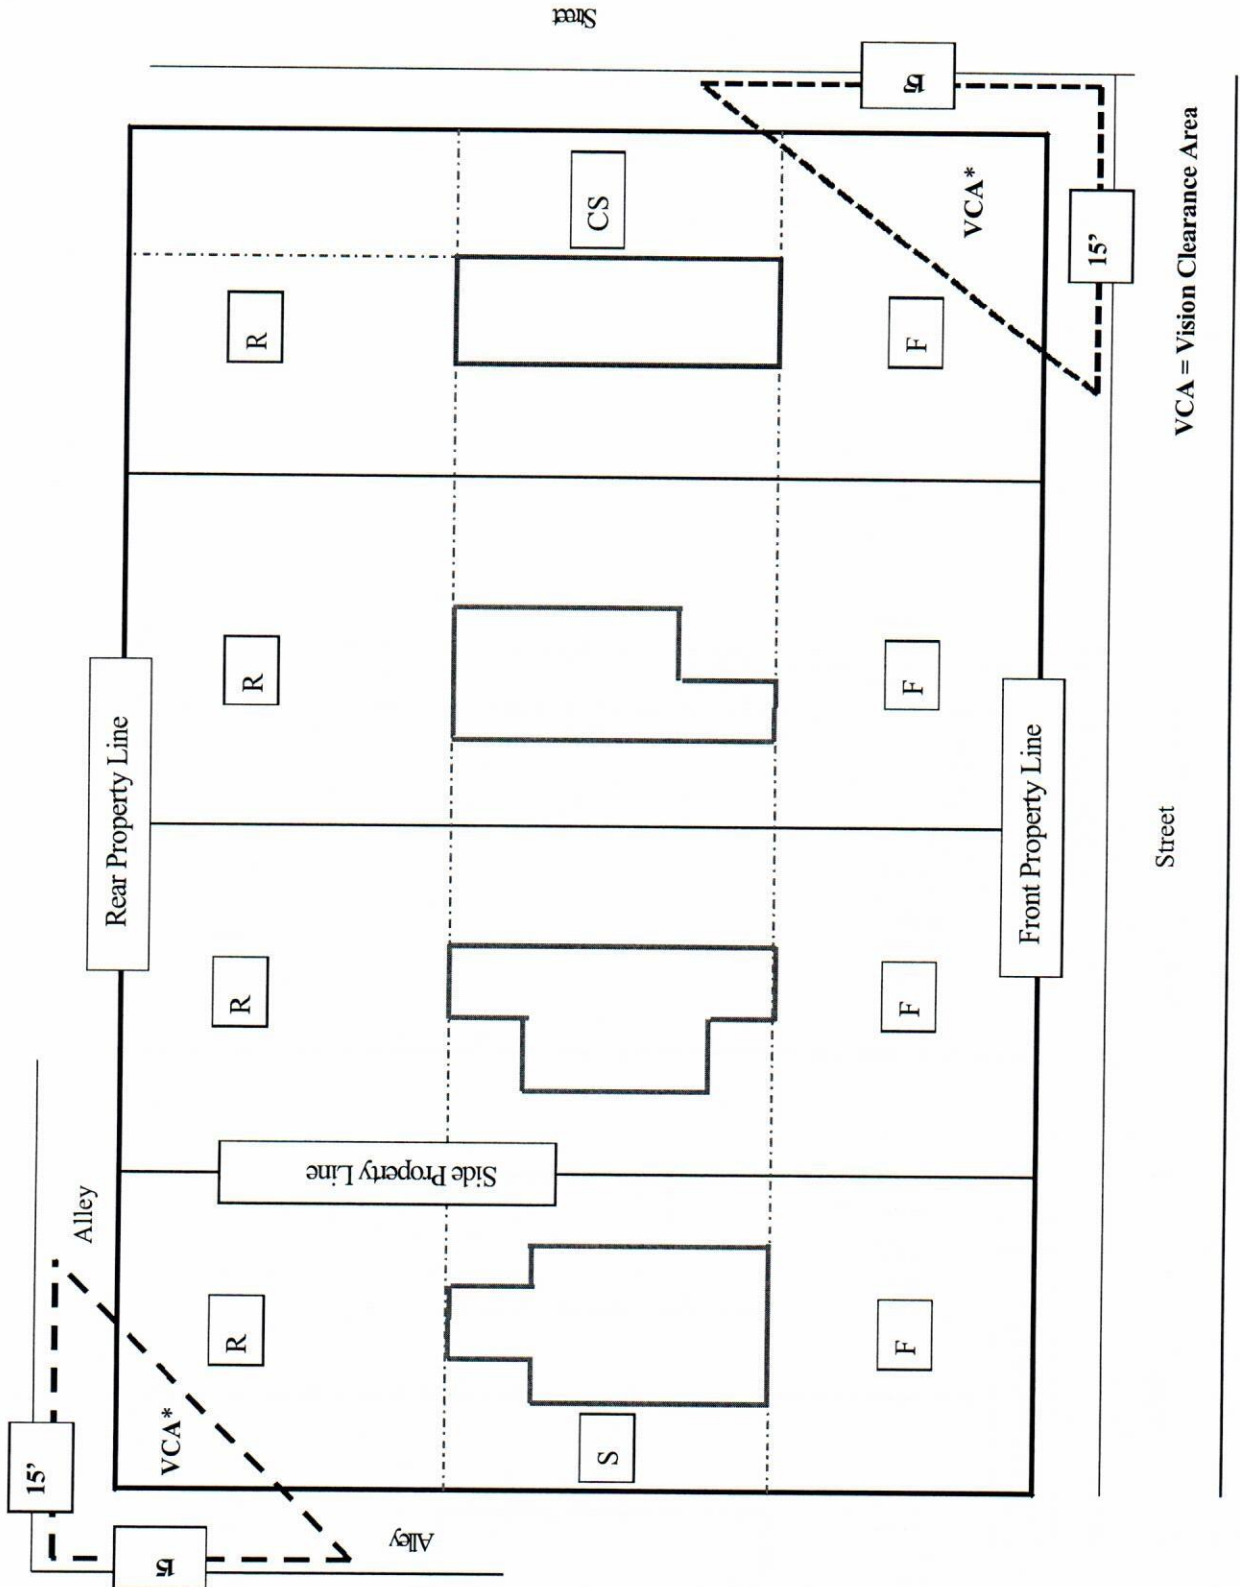 15’
Alley
15
VCA*
Rear Property Line
R
R
R
R
Alley
Side Property Line
S
CS
Street
F
F
F
F
15
VCA*
Front Property Line
15’
Street
VCA = Vision Clearance Area